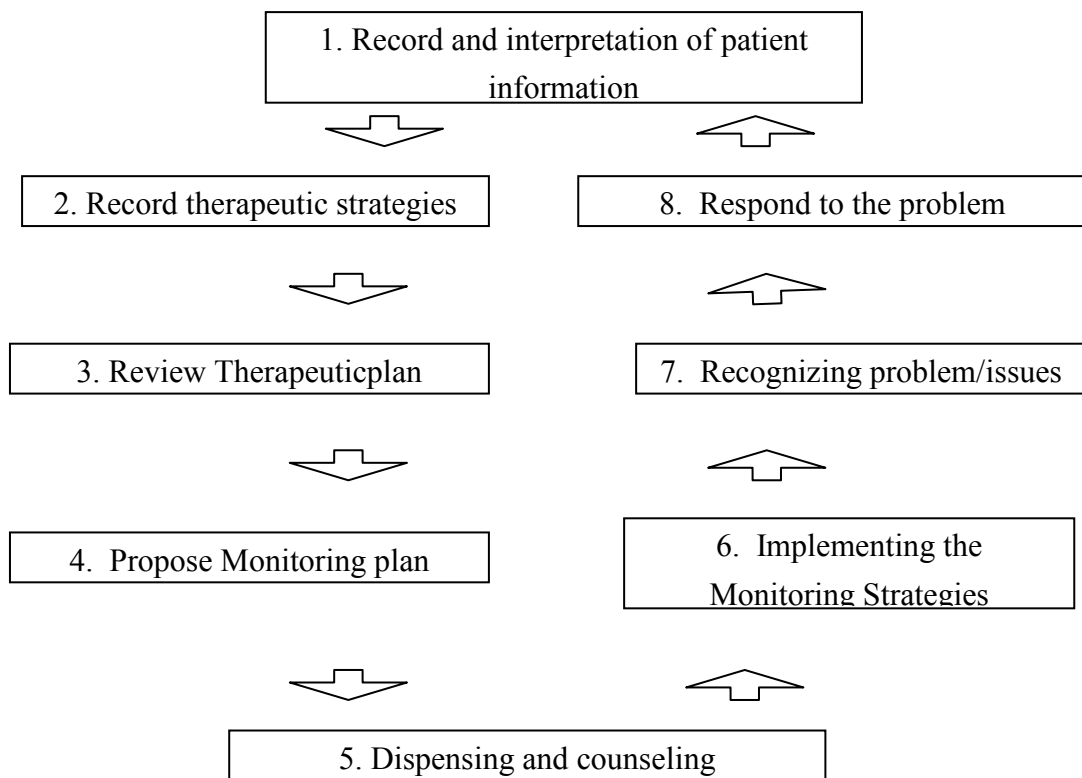 1. Record and interpretation of patient
information
2. Record therapeutic strategies
8. Respond to the problem
3. Review Therapeuticplan
7. Recognizing problem/issues
4. Propose Monitoring plan
6. Implementing the
Monitoring Strategies
5. Dispensing and counseling